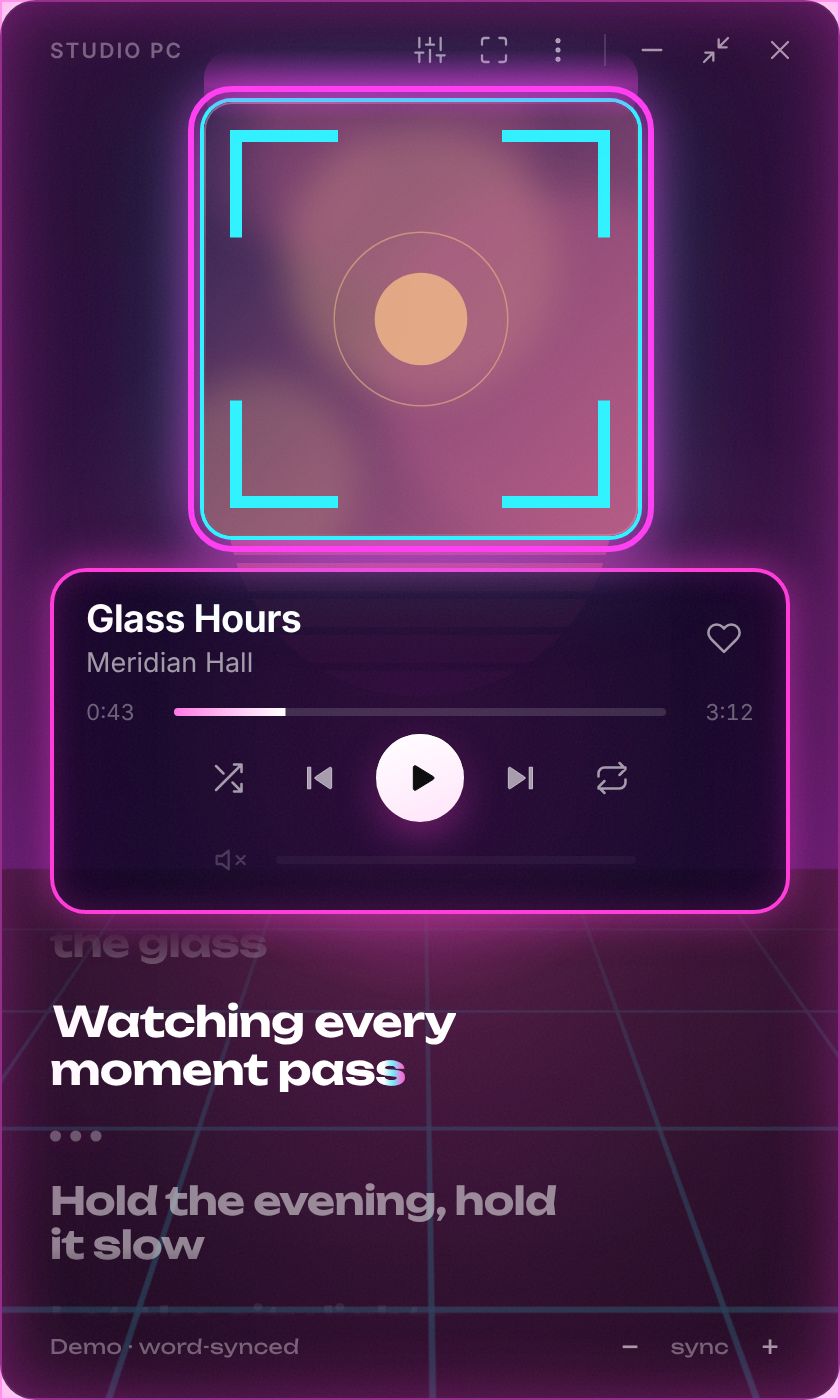 STUDIO PC
Glass Hours
Meridian Hall
0:43
3:12
the glass
Watching every
moment pass
•••
Hold the evening, hold
it slow
Demo · word-synced
− sync +